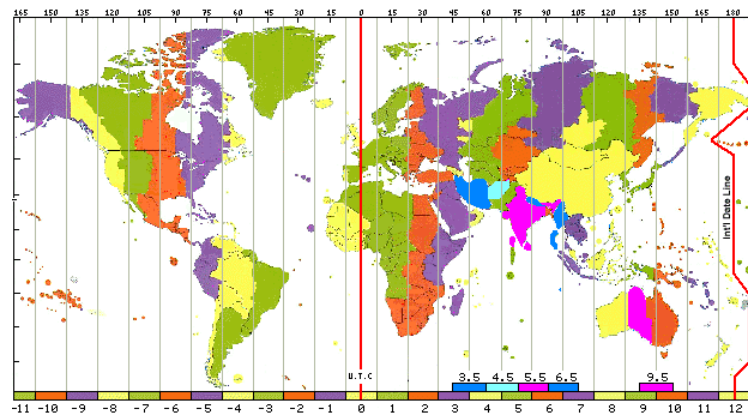 165 150 135 120 105 90 75 60 45 30 15 0 15 30 45 60 75 90 105 120 135 150 165 180
Int'l Date Line
U.T.C
3.5 4.5 5.5 6.5 9.5
-11 -10 -9 -8 -7 -6 -5 -4 -3 -2 -1 0 1 2 3 4 5 6 7 8 9 10 11 12